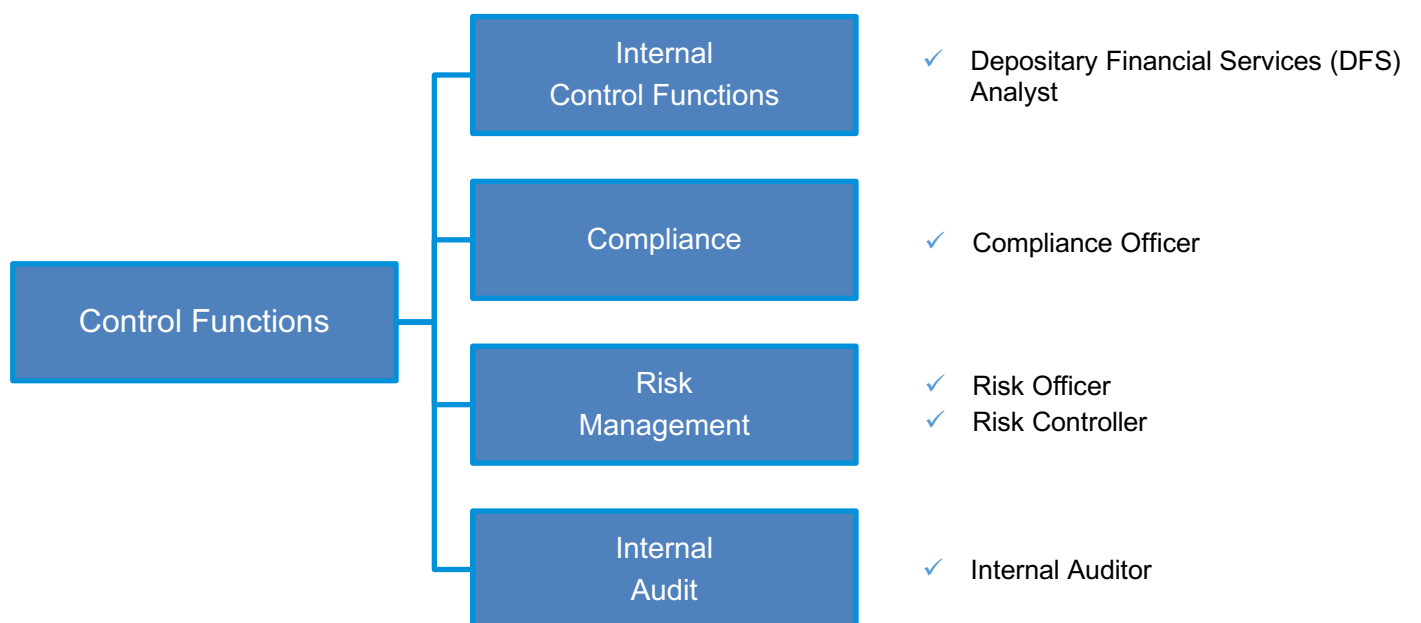 Internal
Control Functions
Depositary Financial Services (DFS)
Analyst
Compliance
Compliance Officer
Control Functions
Risk
Management
Risk Officer
Risk Controller
Internal
Audit
Internal Auditor